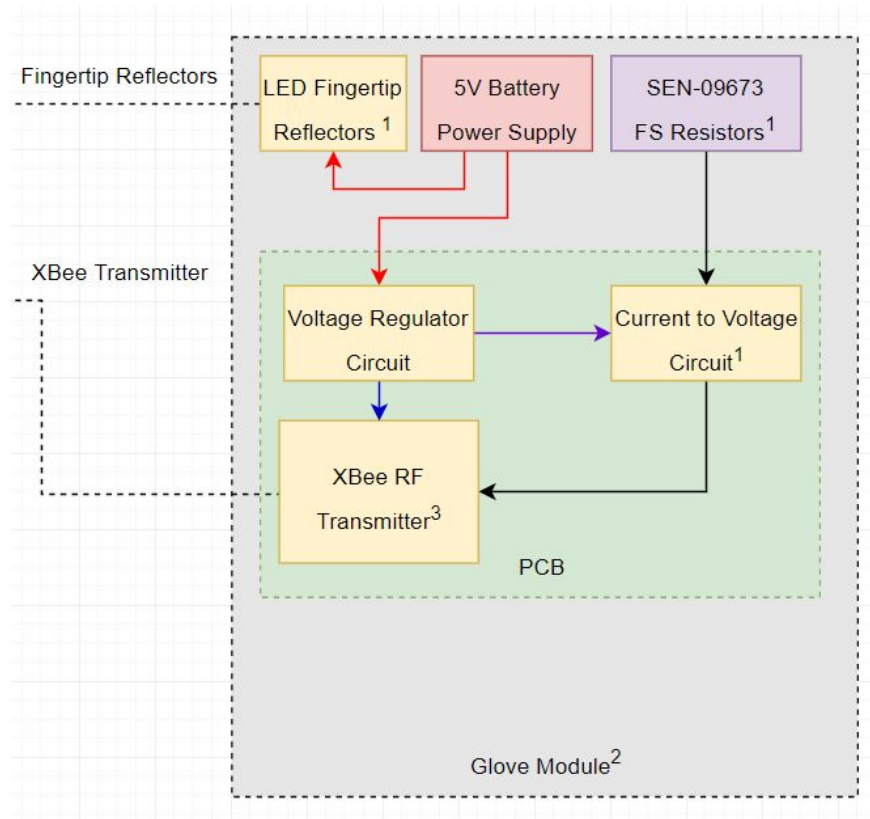 Fingertip Reflectors
LED Fingertip
Reflectors 1
5V Battery
Power Supply
SEN-09673
FS Resistors1
XBee Transmitter
Voltage Regulator
Circuit
Current to Voltage
Circuit1
XBee RF
Transmitter3
PCB
Glove Module2